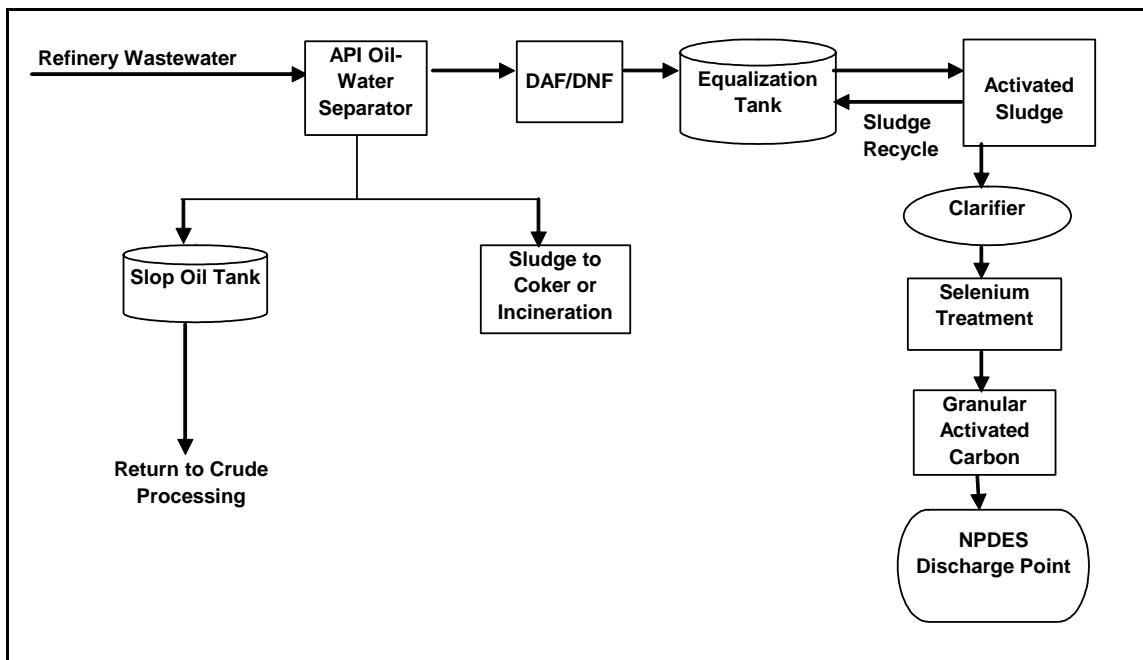 Refinery Wastewater
API Oil-
Water
Separator
DAF/DNF
Equalization
Tank
Activated
Sludge
Sludge
Recycle
Clarifier
Slop Oil Tank
Sludge to
Coker or
Incineration
Selenium
Treatment
Granular
Activated
Carbon
Return to Crude
Processing
NPDES
Discharge Point